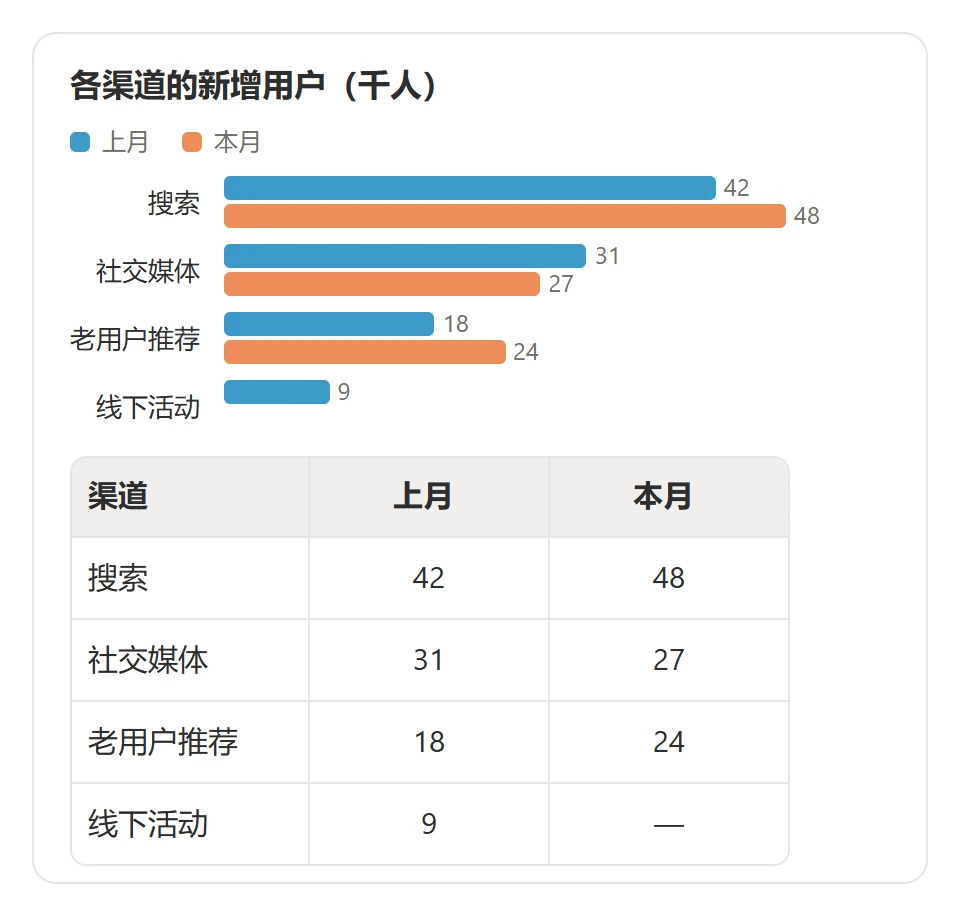 各渠道的新增用户（千人）
上月 本月
搜索 42
48
社交媒体 31
27
老用户推荐 18
24
线下活动 9
渠道 上月 本月
搜索 42 48
社交媒体 31 27
老用户推荐 18 24
线下活动 9 —